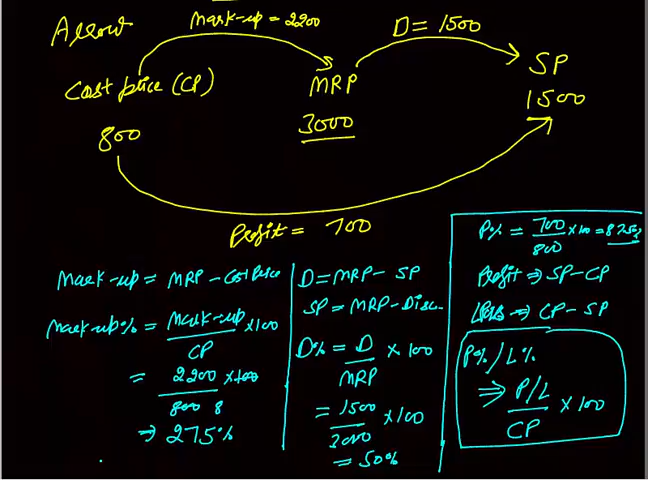 Arrow
Mark-up = 2200
D = 1500
Cost price (CP)
MRP
SP
800
3000
1500
Profit = 700
Mark-up = MRP - Cost Price
Mark-up% = Mark-up/CP × 100
= 2200/800 × 100
8
⇒ 275%
D = MRP - SP
SP = MRP - Disc.
D% = D/MRP × 100
= 1500/3000 × 100
= 50%
P% = 700/800 × 100 = 87.5%
Profit ⇒ SP - CP
Loss ⇒ CP - SP
P% / L%
⇒ P/L/CP × 100